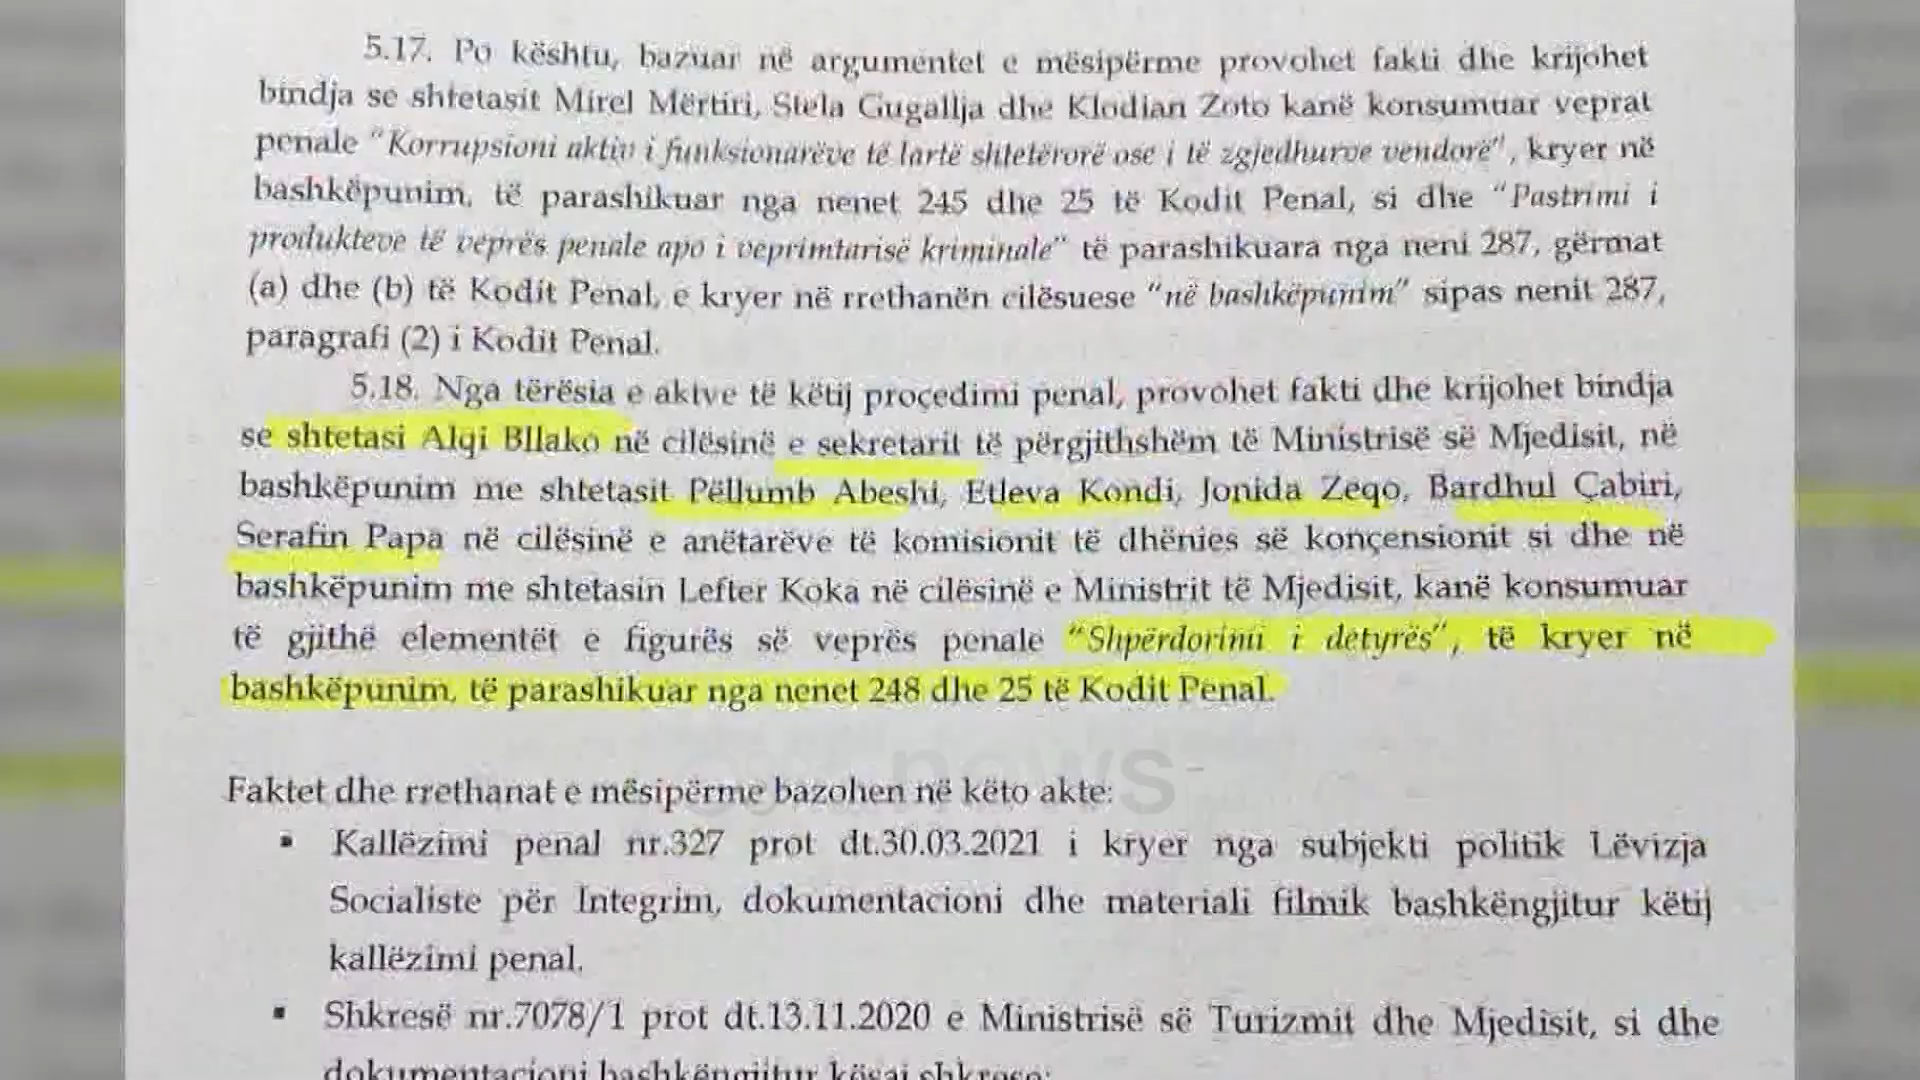 5.17. Po kështu, bazuar në argumentet e mësipërme provohet fakti dhe krijohet
bindja se shtetasit Mirel Mërtiri, Stela Gugallja dhe Klodian Zoto kanë konsumuar veprat
penale “Korrupsioni aktiv i funksionarëve të lartë shtetërorë ose i të zgjedhurve vendorë”, kryer në
bashkëpunim, të parashikuar nga nenet 245 dhe 25 të Kodit Penal, si dhe “Pastrimi i
produkteve të veprës penale apo i veprimtarisë kriminale” të parashikuara nga neni 287, gërmat
(a) dhe (b) të Kodit Penal, e kryer në rrethanën cilësuese “në bashkëpunim” sipas nenit 287,
paragrafi (2) i Kodit Penal.
5.18. Nga tërësia e aktve të këtij proçedimi penal, provohet fakti dhe krijohet bindja
se shtetasi Alqi Bllako në cilësinë e sekretarit të përgjithshëm të Ministrisë së Mjedisit, në
bashkëpunim me shtetasit Pëllumb Abeshi, Etleva Kondi, Jonida Zeqo, Bardhul Çabiri,
Serafin Papa në cilësinë e anëtarëve të komisionit të dhënies së konçensionit si dhe në
bashkëpunim me shtetasin Lefter Koka në cilësinë e Ministrit të Mjedisit, kanë konsumuar
të gjithë elementët e figurës së veprës penale “Shpërdorimi i detyrës”, të kryer në
bashkëpunim, të parashikuar nga nenet 248 dhe 25 të Kodit Penal.
news
Faktet dhe rrethanat e mësipërme bazohen në këto akte:
▪ Kallëzimi penal nr.327 prot dt.30.03.2021 i kryer nga subjekti politik Lëvizja
Socialiste për Integrim, dokumentacioni dhe materiali filmik bashkëngjitur këtij
kallëzimi penal.
▪ Shkresë nr.7078/1 prot dt.13.11.2020 e Ministrisë së Turizmit dhe Mjedisit, si dhe
dokumentacioni bashkëngjitur kësaj shkrese;